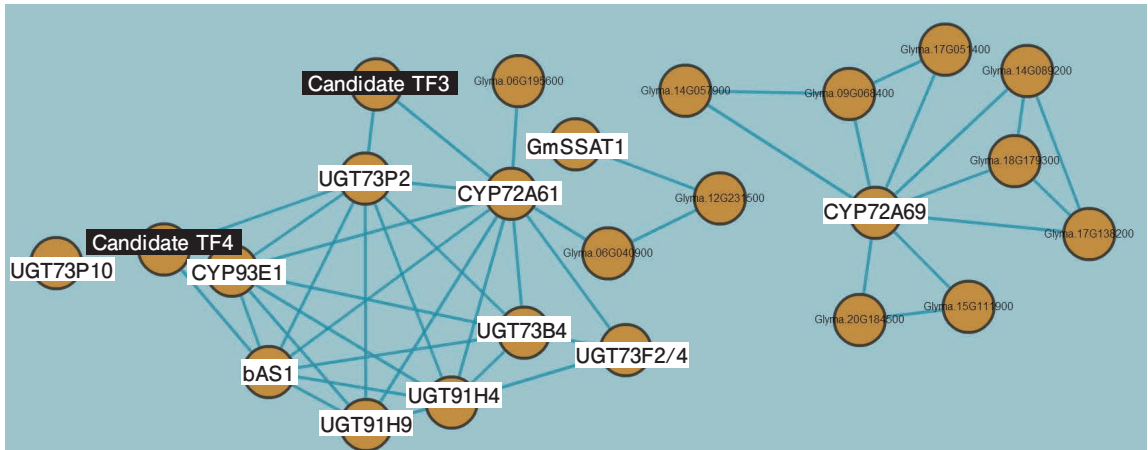 Glyma.17G051400
Candidate TF3
Glyma.06G195600
Glyma.14G089200
Glyma.14G057900
Glyma.09G068400
GmSSAT1
Glyma.18G179300
UGT73P2
CYP72A61
Glyma.12G231500
CYP72A69
Glyma.17G138200
Candidate TF4
Glyma.06G040900
UGT73P10
CYP93E1
Glyma.15G111900
Glyma.20G184500
UGT73B4
UGT73F2/4
bAS1
UGT91H4
UGT91H9